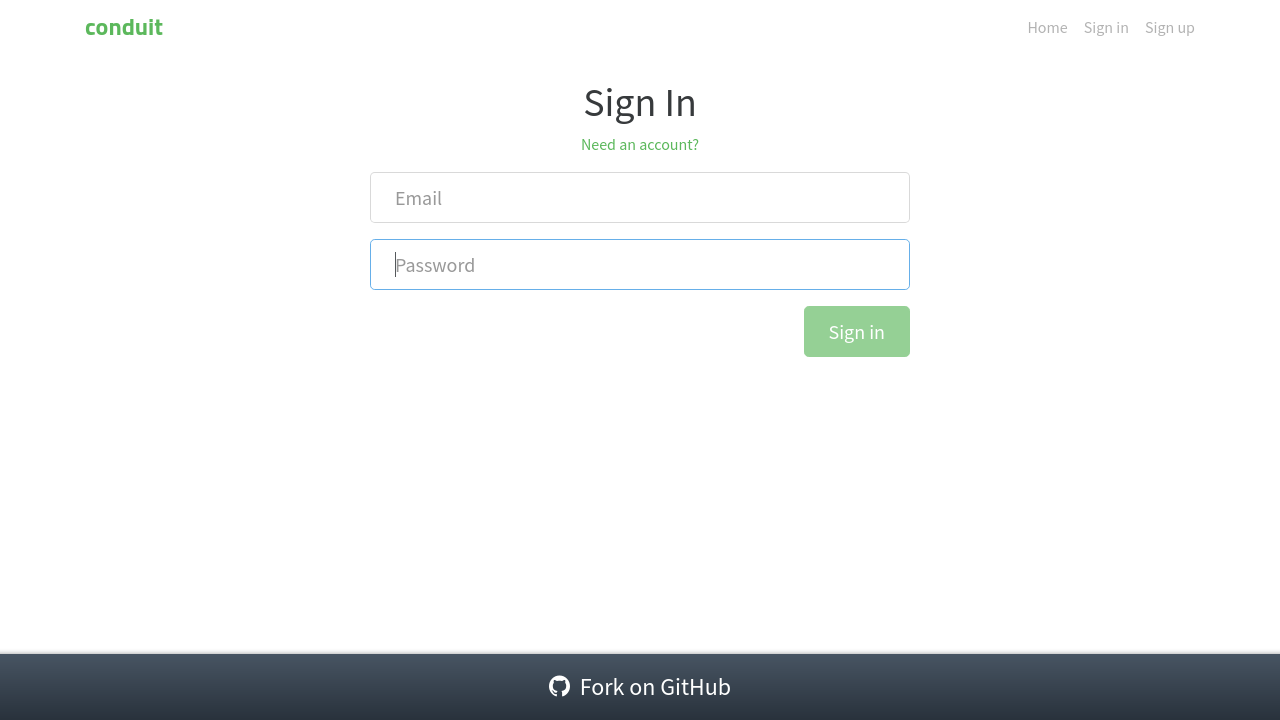 conduit
Home Sign in Sign up
Sign In
Need an account?
Email
Password
Sign in
Fork on GitHub